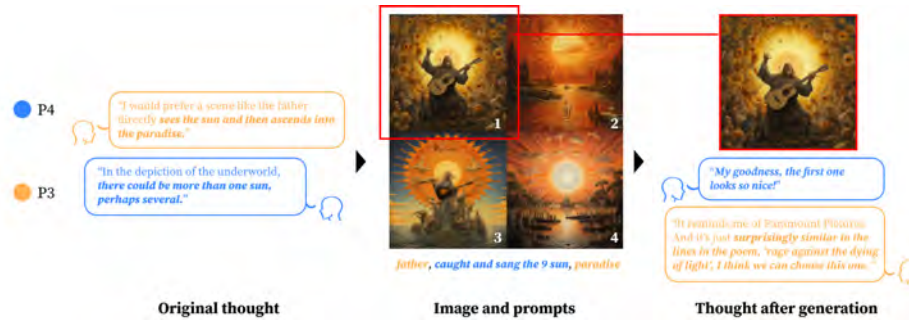 P4
"I would prefer a scene like the father
directly sees the sun and then ascends into
the paradise."
P3
"In the depiction of the underworld,
there could be more than one sun,
perhaps several."
1
2
3
4
father, caught and sang the 9 sun, paradise
"My goodness, the first one
looks so nice!"
"It reminds me of Paramount Pictures.
And it's just surprisingly similar to the
lines in the poem, 'rage against the dying
of light', I think we can choose this one."
Original thought
Image and prompts
Thought after generation